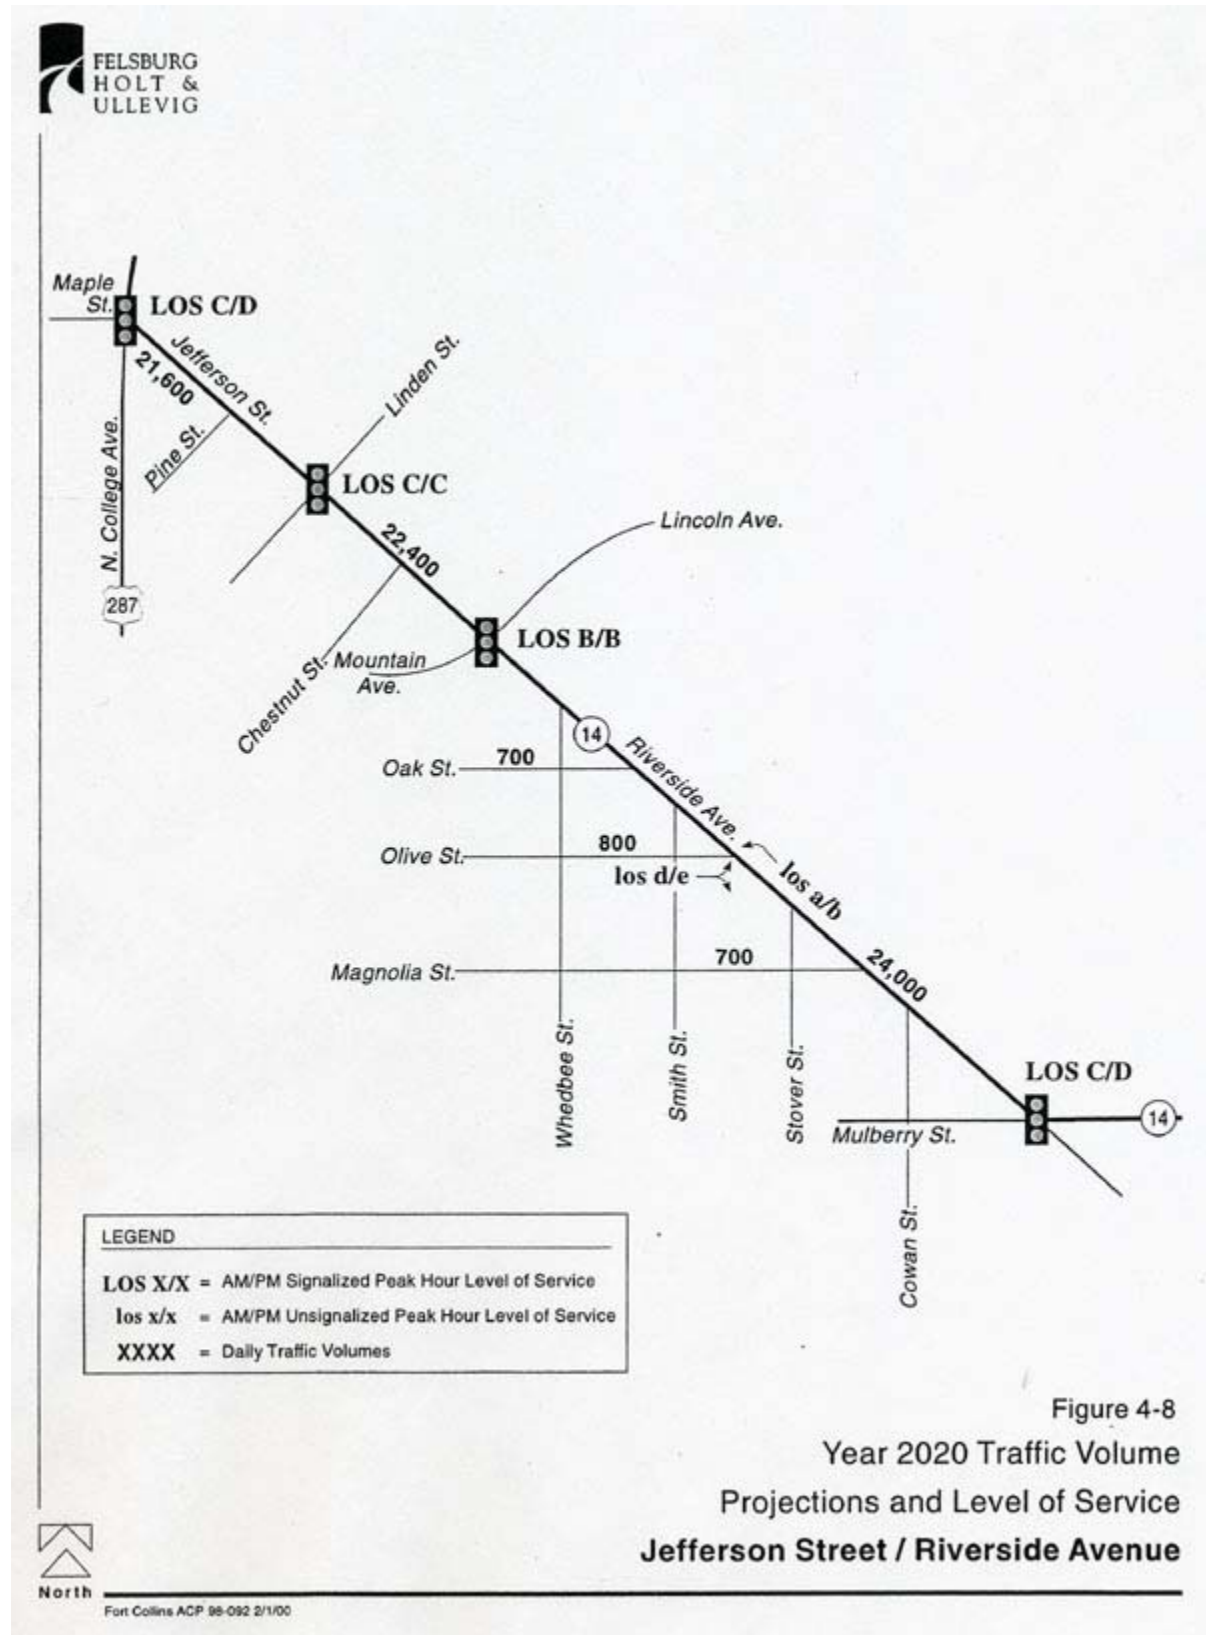 FELSBURG
HOLT &
ULLEVIG
Maple
St.
LOS C/D
Jefferson St.
21,600
Pine St.
N. College Ave.
287
Linden St.
LOS C/C
22,400
Lincoln Ave.
LOS B/B
Chestnut St.
Mountain
Ave.
14
Riverside Ave.
Oak St.
700
Olive St.
800
los d/e
los a/b
Magnolia St.
700
24,000
Whedbee St.
Smith St.
Stover St.
LOS C/D
14
Mulberry St.
Cowan St.
LEGEND
LOS X/X = AM/PM Signalized Peak Hour Level of Service
los x/x = AM/PM Unsignalized Peak Hour Level of Service
XXXX = Daily Traffic Volumes
Figure 4-8
Year 2020 Traffic Volume
Projections and Level of Service
Jefferson Street / Riverside Avenue
North
Fort Collins ACP 98-092 2/1/00